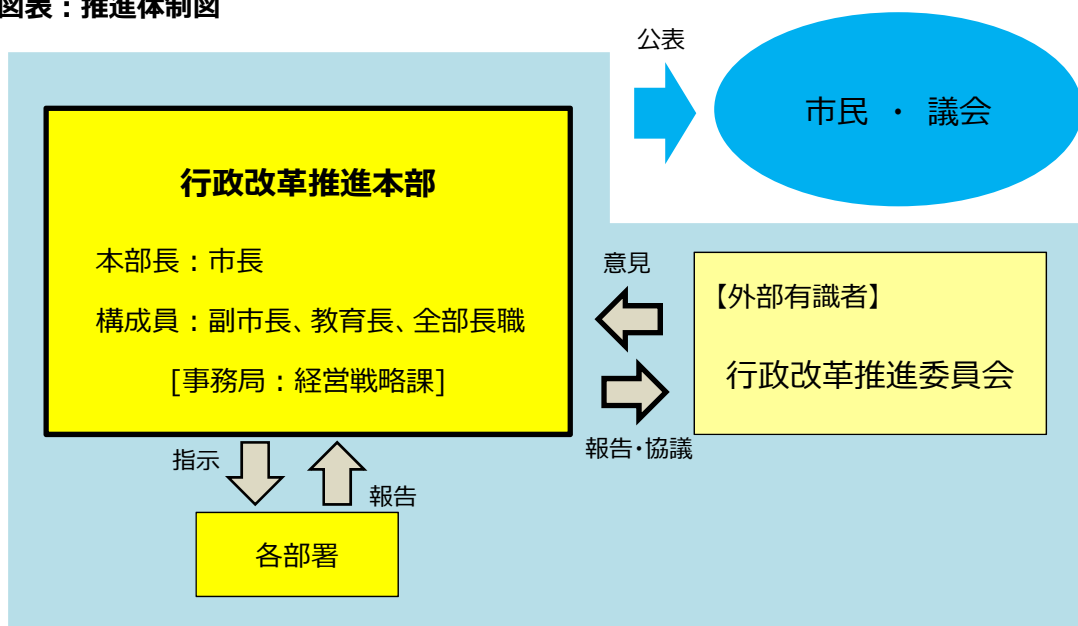 図表：推進体制図
公表
市民 ・ 議会
行政改革推進本部
本部長：市長
構成員：副市長、教育長、全部長職
[事務局：経営戦略課]
意見
報告・協議
【外部有識者】
行政改革推進委員会
指示
報告
各部署